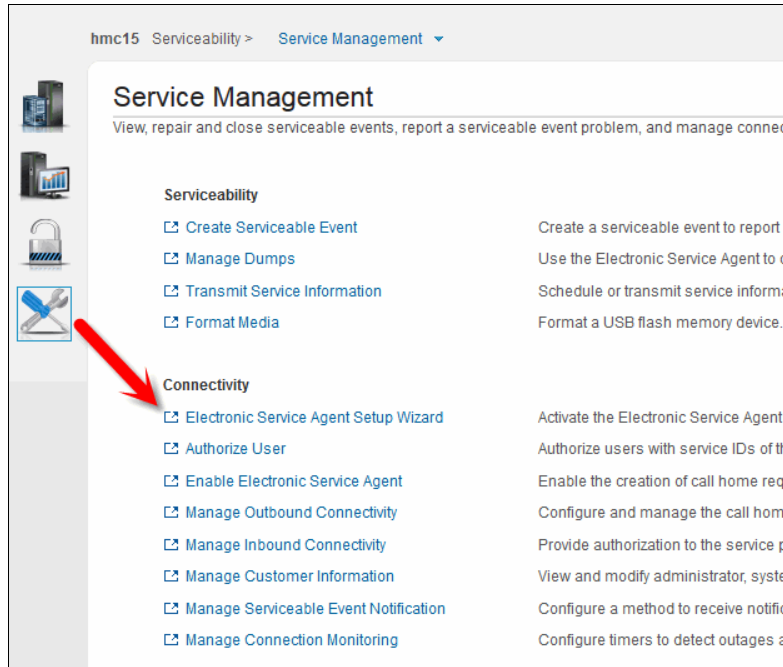 hmc15 Serviceability > Service Management
Service Management
View, repair and close serviceable events, report a serviceable event problem, and manage connec
Serviceability
Create Serviceable Event Create a serviceable event to report
Manage Dumps Use the Electronic Service Agent to
Transmit Service Information Schedule or transmit service informa
Format Media Format a USB flash memory device.
Connectivity
Electronic Service Agent Setup Wizard Activate the Electronic Service Agent
Authorize User Authorize users with service IDs of th
Enable Electronic Service Agent Enable the creation of call home req
Manage Outbound Connectivity Configure and manage the call hom
Manage Inbound Connectivity Provide authorization to the service p
Manage Customer Information View and modify administrator, syste
Manage Serviceable Event Notification Configure a method to receive notific
Manage Connection Monitoring Configure timers to detect outages a